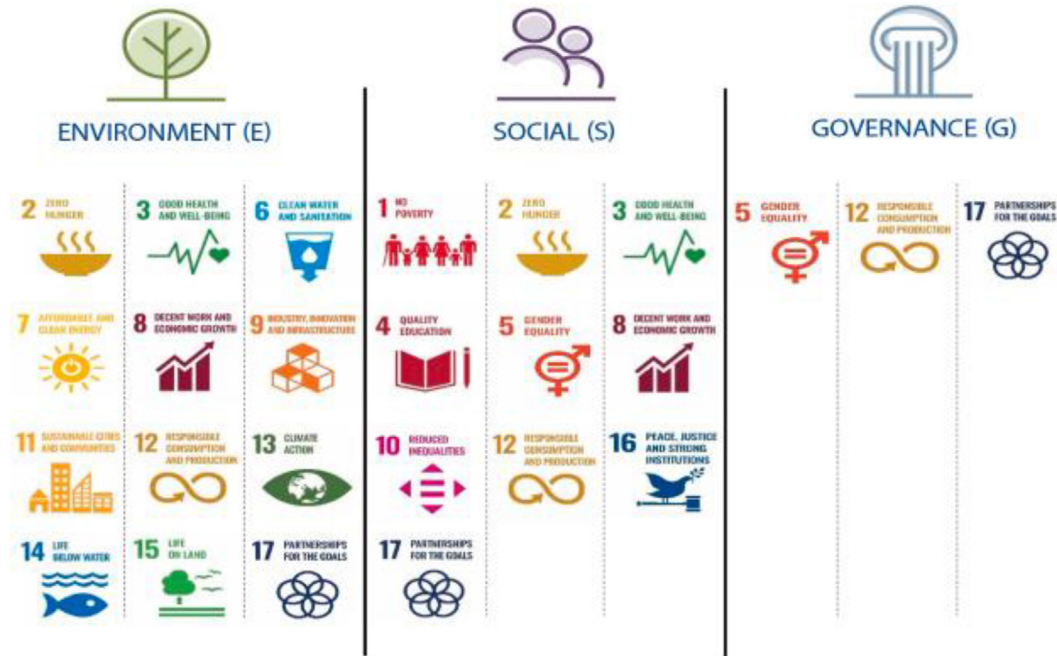 ENVIRONMENT (E)
SOCIAL (S)
GOVERNANCE (G)
2 ZERO
HUNGER
3 GOOD HEALTH
AND WELL-BEING
6 CLEAN WATER
AND SANITATION
7 AFFORDABLE AND
CLEAN ENERGY
8 DECENT WORK AND
ECONOMIC GROWTH
9 INDUSTRY, INNOVATION
AND INFRASTRUCTURE
11 SUSTAINABLE CITIES
AND COMMUNITIES
12 RESPONSIBLE
CONSUMPTION
AND PRODUCTION
13 CLIMATE
ACTION
14 LIFE
BELOW WATER
15 LIFE
ON LAND
17 PARTNERSHIPS
FOR THE GOALS
1 NO
POVERTY
2 ZERO
HUNGER
3 GOOD HEALTH
AND WELL-BEING
4 QUALITY
EDUCATION
5 GENDER
EQUALITY
8 DECENT WORK AND
ECONOMIC GROWTH
10 REDUCED
INEQUALITIES
12 RESPONSIBLE
CONSUMPTION
AND PRODUCTION
16 PEACE, JUSTICE
AND STRONG
INSTITUTIONS
17 PARTNERSHIPS
FOR THE GOALS
5 GENDER
EQUALITY
12 RESPONSIBLE
CONSUMPTION
AND PRODUCTION
17 PARTNERSHIPS
FOR THE GOALS